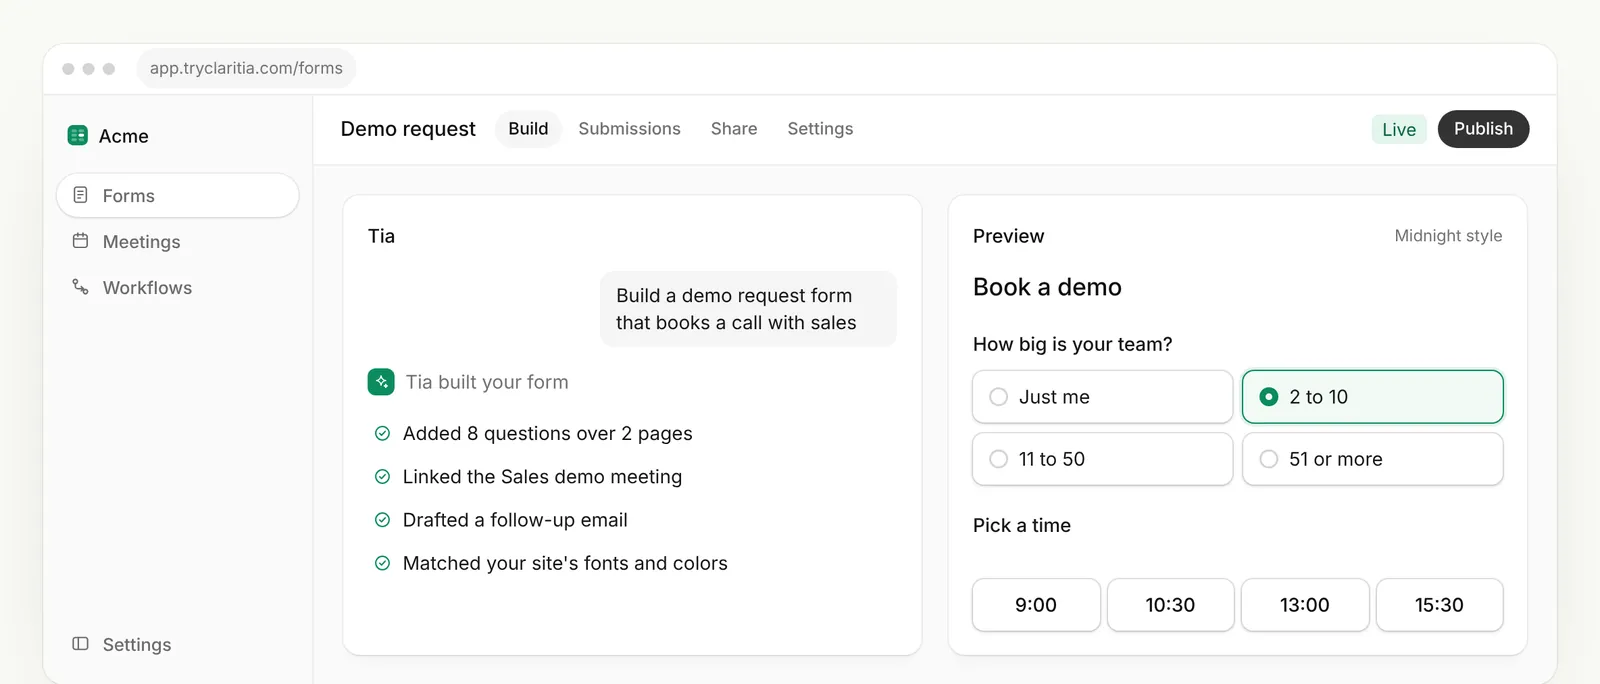 app.tryclaritia.com/forms
Acme
Forms
Meetings
Workflows
Settings
Demo request
Build
Submissions
Share
Settings
Live
Publish
Tia
Build a demo request form
that books a call with sales
Tia built your form
Added 8 questions over 2 pages
Linked the Sales demo meeting
Drafted a follow-up email
Matched your site's fonts and colors
Preview
Midnight style
Book a demo
How big is your team?
Just me
2 to 10
11 to 50
51 or more
Pick a time
9:00
10:30
13:00
15:30